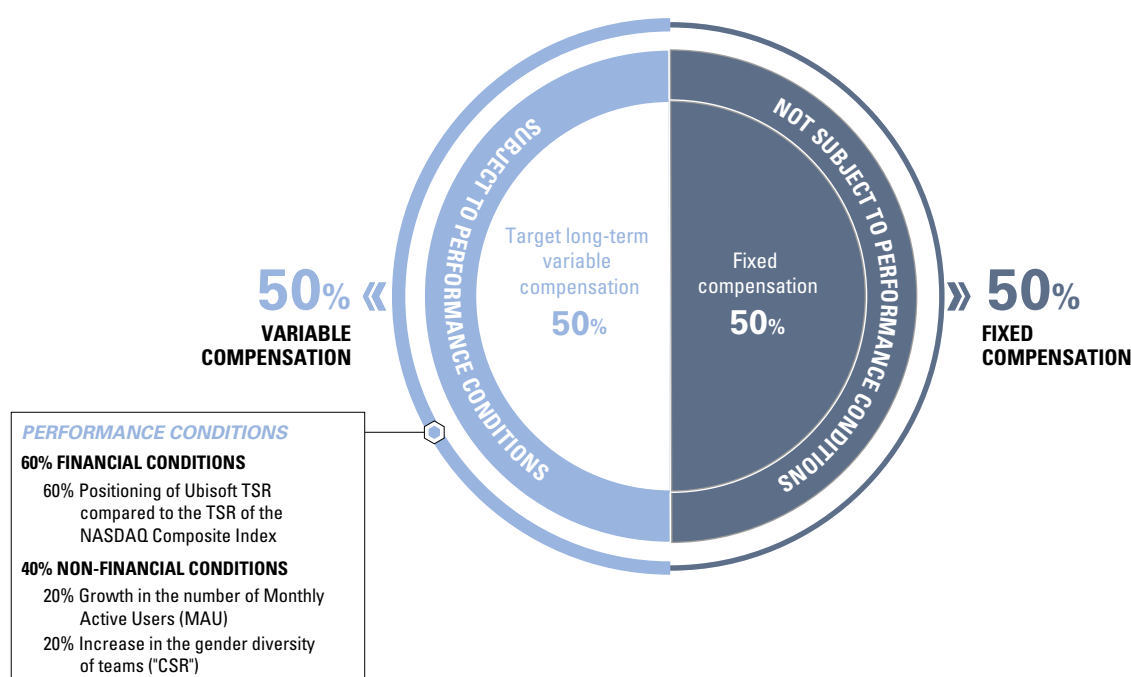 SUBJECT TO PERFORMANCE CONDITIONS
NOT SUBJECT TO PERFORMANCE CONDITIONS
Target long-term
variable
compensation
50%
Fixed
compensation
50%
50%
VARIABLE
COMPENSATION
50%
FIXED
COMPENSATION
PERFORMANCE CONDITIONS
60% FINANCIAL CONDITIONS
60% Positioning of Ubisoft TSR
compared to the TSR of the
NASDAQ Composite Index
40% NON-FINANCIAL CONDITIONS
20% Growth in the number of Monthly
Active Users (MAU)
20% Increase in the gender diversity
of teams ("CSR")